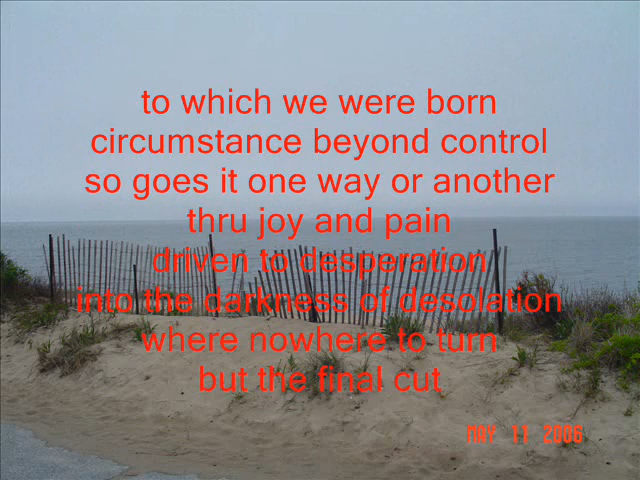 to which we were born
circumstance beyond control
so goes it one way or another
thru joy and pain
driven to desperation
into the darkness of desolation
where nowhere to turn
but the final cut
MAY 11 2006